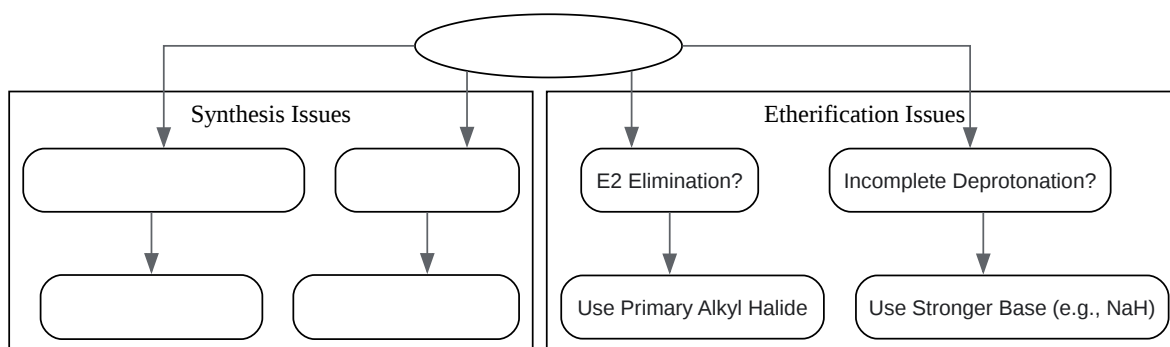 Synthesis Issues
Etherification Issues
E2 Elimination?
Incomplete Deprotonation?
Use Primary Alkyl Halide
Use Stronger Base (e.g., NaH)